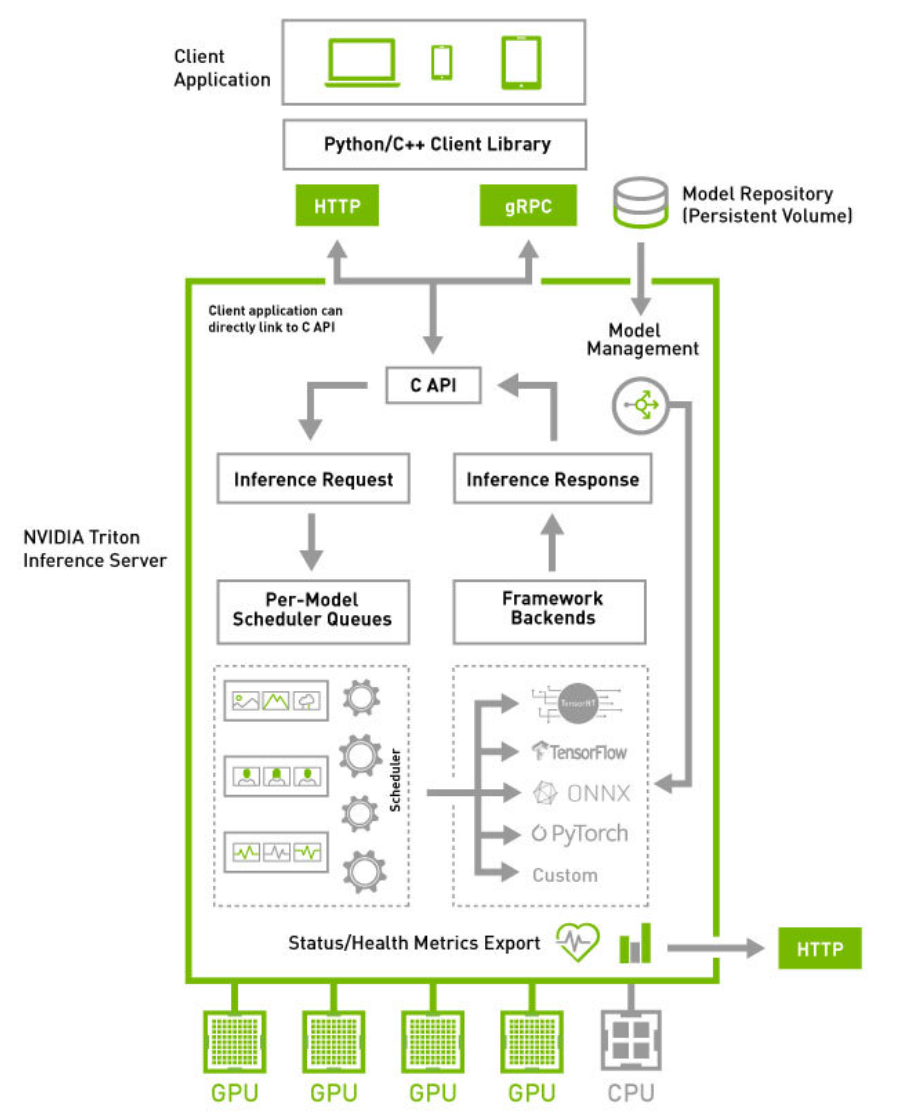 Client
Application
Python/C++ Client Library
HTTP
gRPC
Model Repository
(Persistent Volume)
Client application can
directly link to C API
Model
Management
C API
Inference Request
Inference Response
NVIDIA Triton
Inference Server
Per-Model
Scheduler Queues
Framework
Backends
Scheduler
TensorRT
TensorFlow
ONNX
PyTorch
Custom
Status/Health Metrics Export
HTTP
GPU
GPU
GPU
GPU
CPU